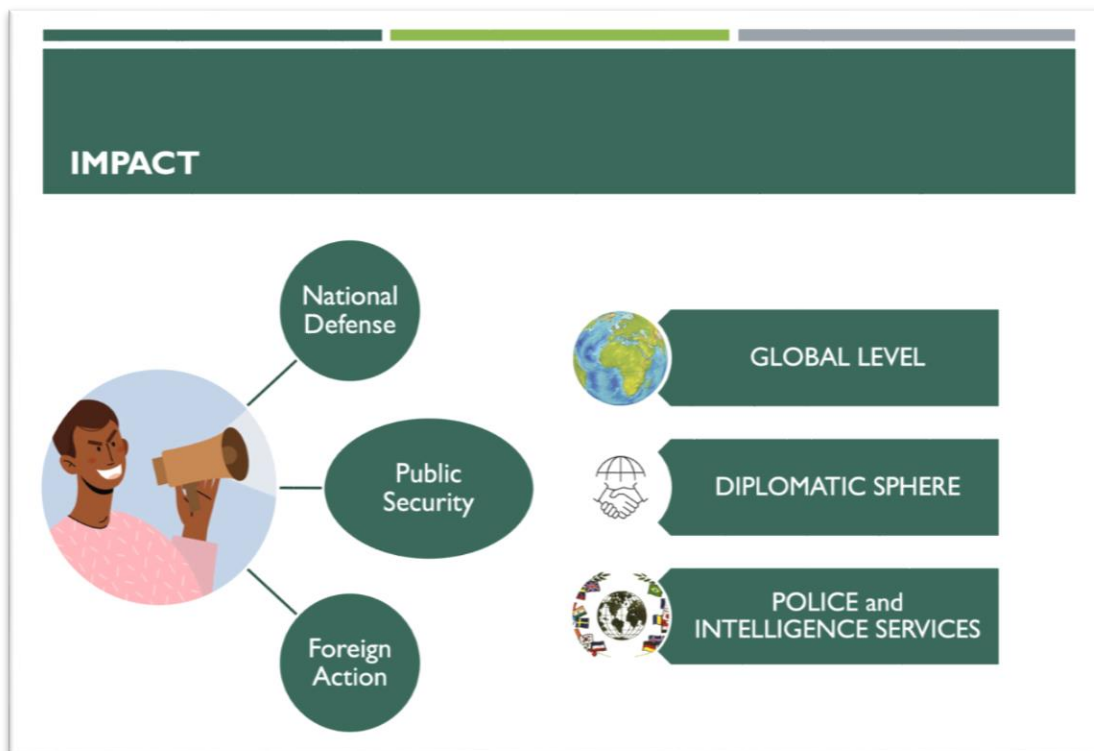 IMPACT
National
Defense
Public
Security
Foreign
Action
GLOBAL LEVEL
DIPLOMATIC SPHERE
POLICE and
INTELLIGENCE SERVICES